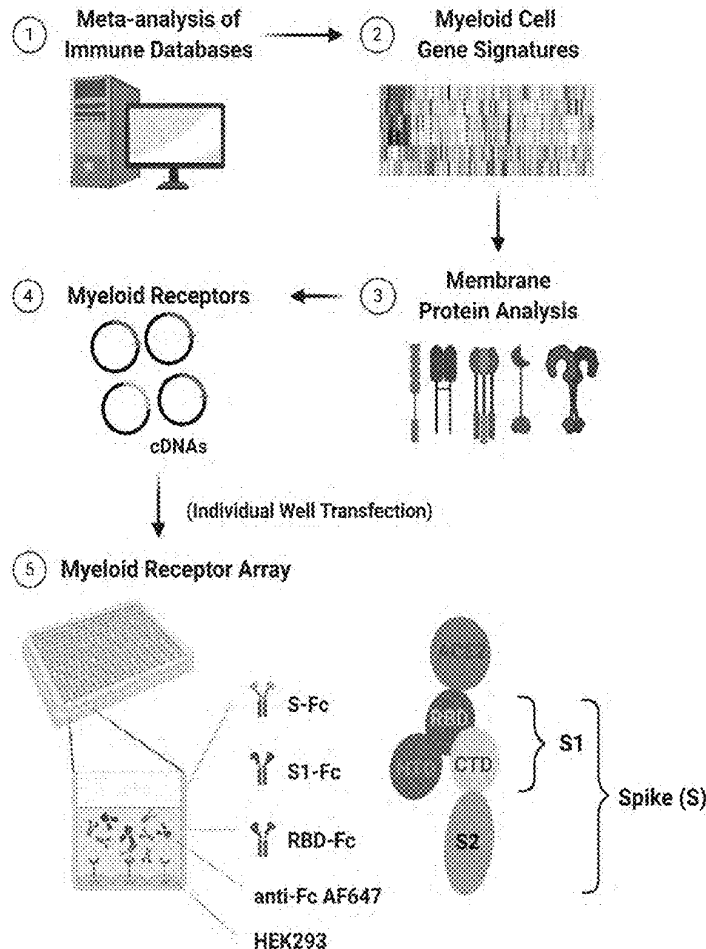 1
Meta-analysis of
Immune Databases
2
Myeloid Cell
Gene Signatures
4
Myeloid Receptors
3
Membrane
Protein Analysis
cDNAs
(Individual Well Transfection)
5
Myeloid Receptor Array
S-Fc
S1-Fc
RBD-Fc
anti-Fc AF647
HEK293
CTD
S2
S1
Spike (S)